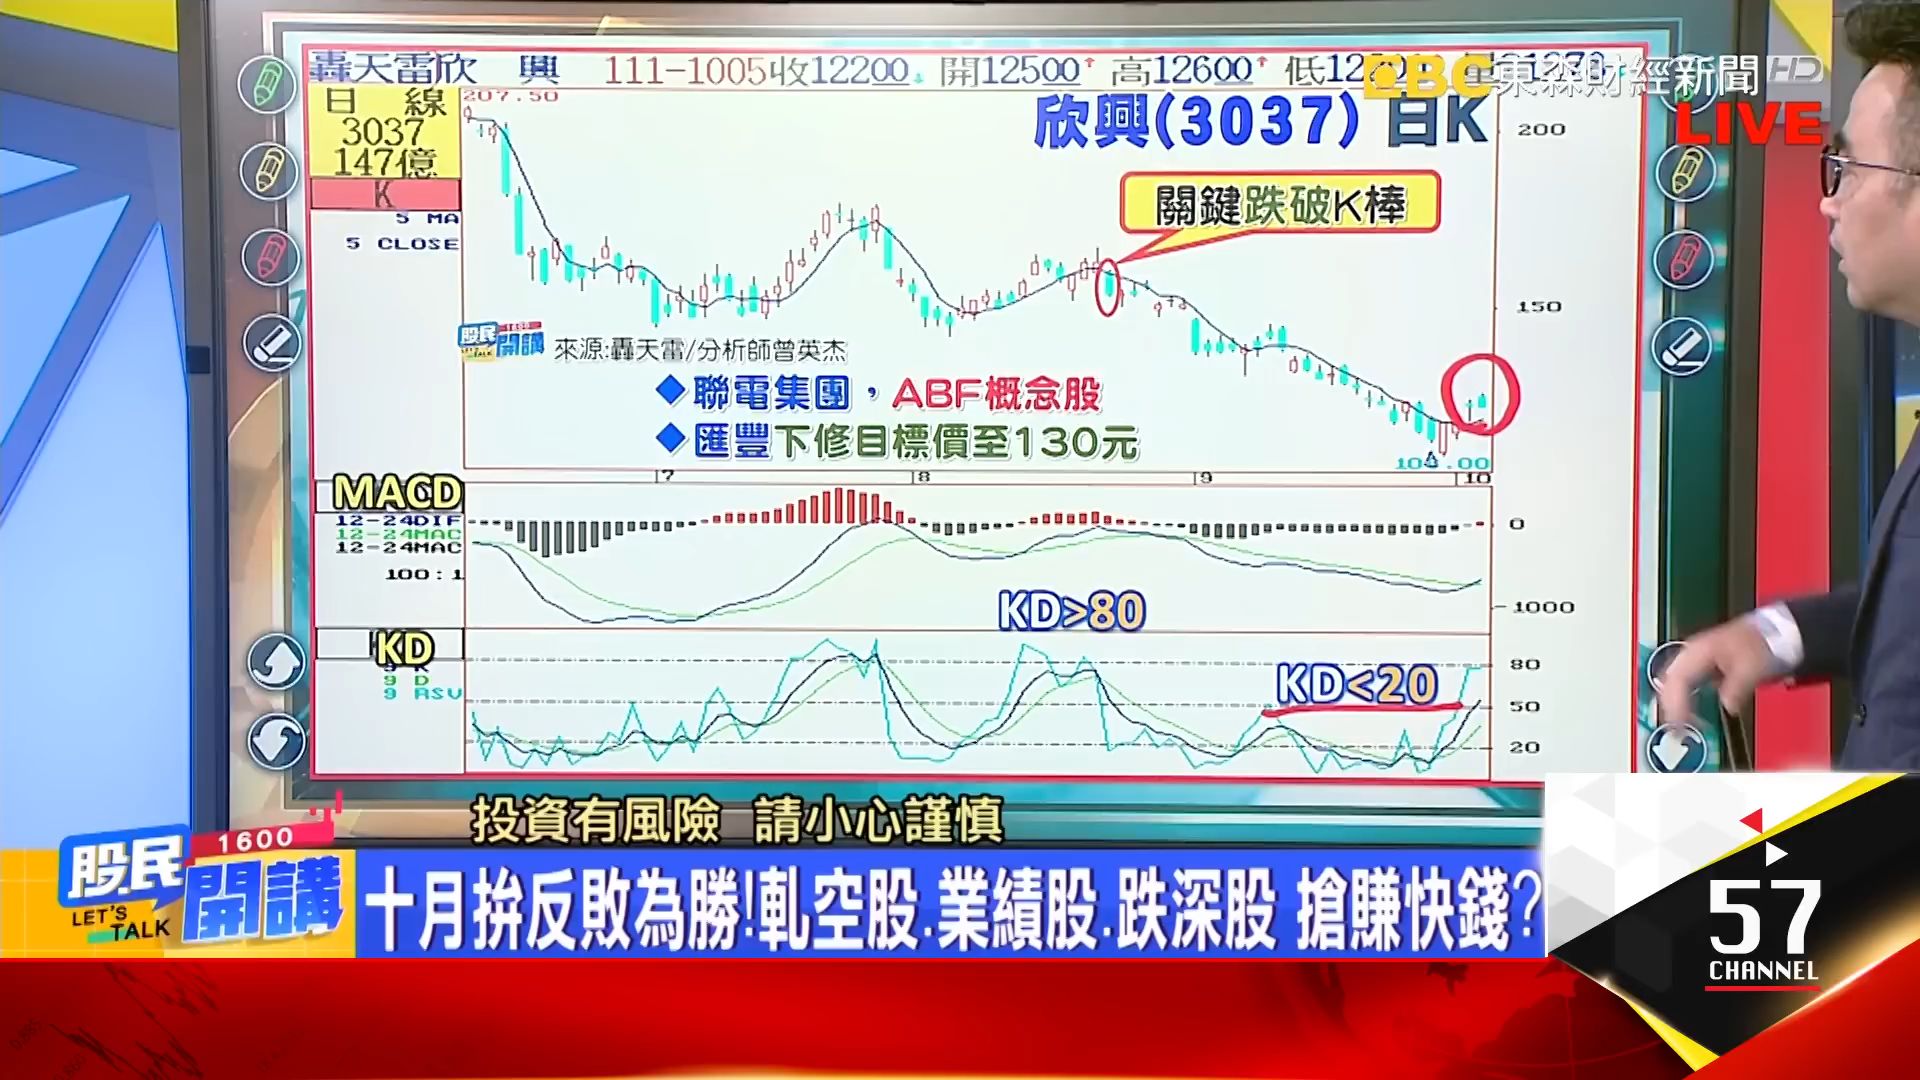 轟天雷欣 興 111-1005收12200 開12500 高12600 低
EBC東森財經新聞HD
LIVE
日 線
3037
147億
K
5 MA
5 CLOSE
207.50
欣興(3037) 日K
200
關鍵跌破K棒
150
股民開講
1600
LET'S TALK
來源:轟天雷/分析師曾英杰
◆聯電集團，ABF概念股
◆匯豐下修目標價至130元
7 8 9 10
MACD
12-24DIF
12-24MAC
12-24MAC
100:1
0
-1000
KD>80
KD
9 D
9 RSV
KD<20
80
50
20
投資有風險 請小心謹慎
股民開講
1600
LET'S TALK
十月拚反敗為勝!軋空股.業績股.跌深股 搶賺快錢?
57
CHANNEL